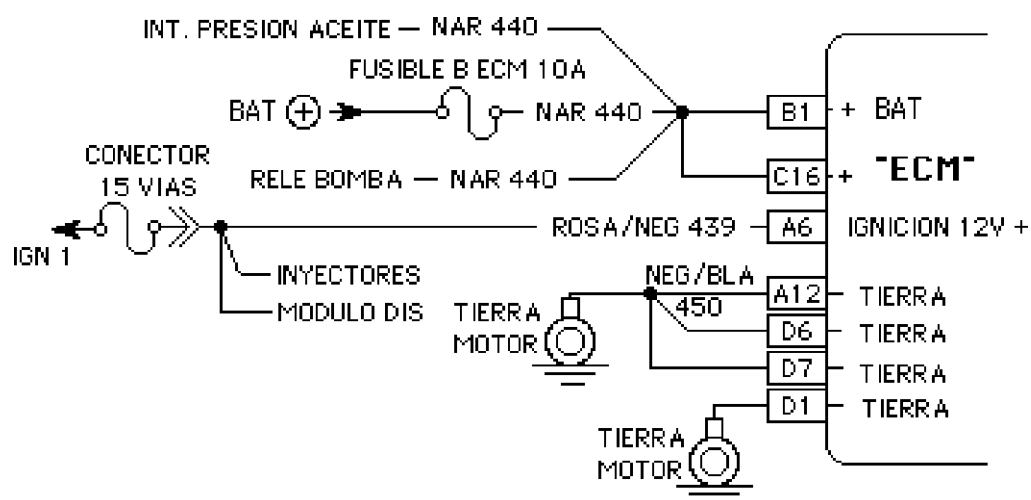 INT. PRESION ACEITE — NAR 440
FUSIBLE B ECM 10A
BAT + NAR 440 B1 + BAT
CONECTOR
15 VIAS
RELE BOMBA — NAR 440 C16 + "ECM"
IGN 1
ROSA/NEG 439 A6 IGNICION 12V +
INYECTORES
MODULO DIS
NEG/BLA
450
TIERRA
MOTOR
A12 TIERRA
D6 TIERRA
D7 TIERRA
D1 TIERRA
TIERRA
MOTOR